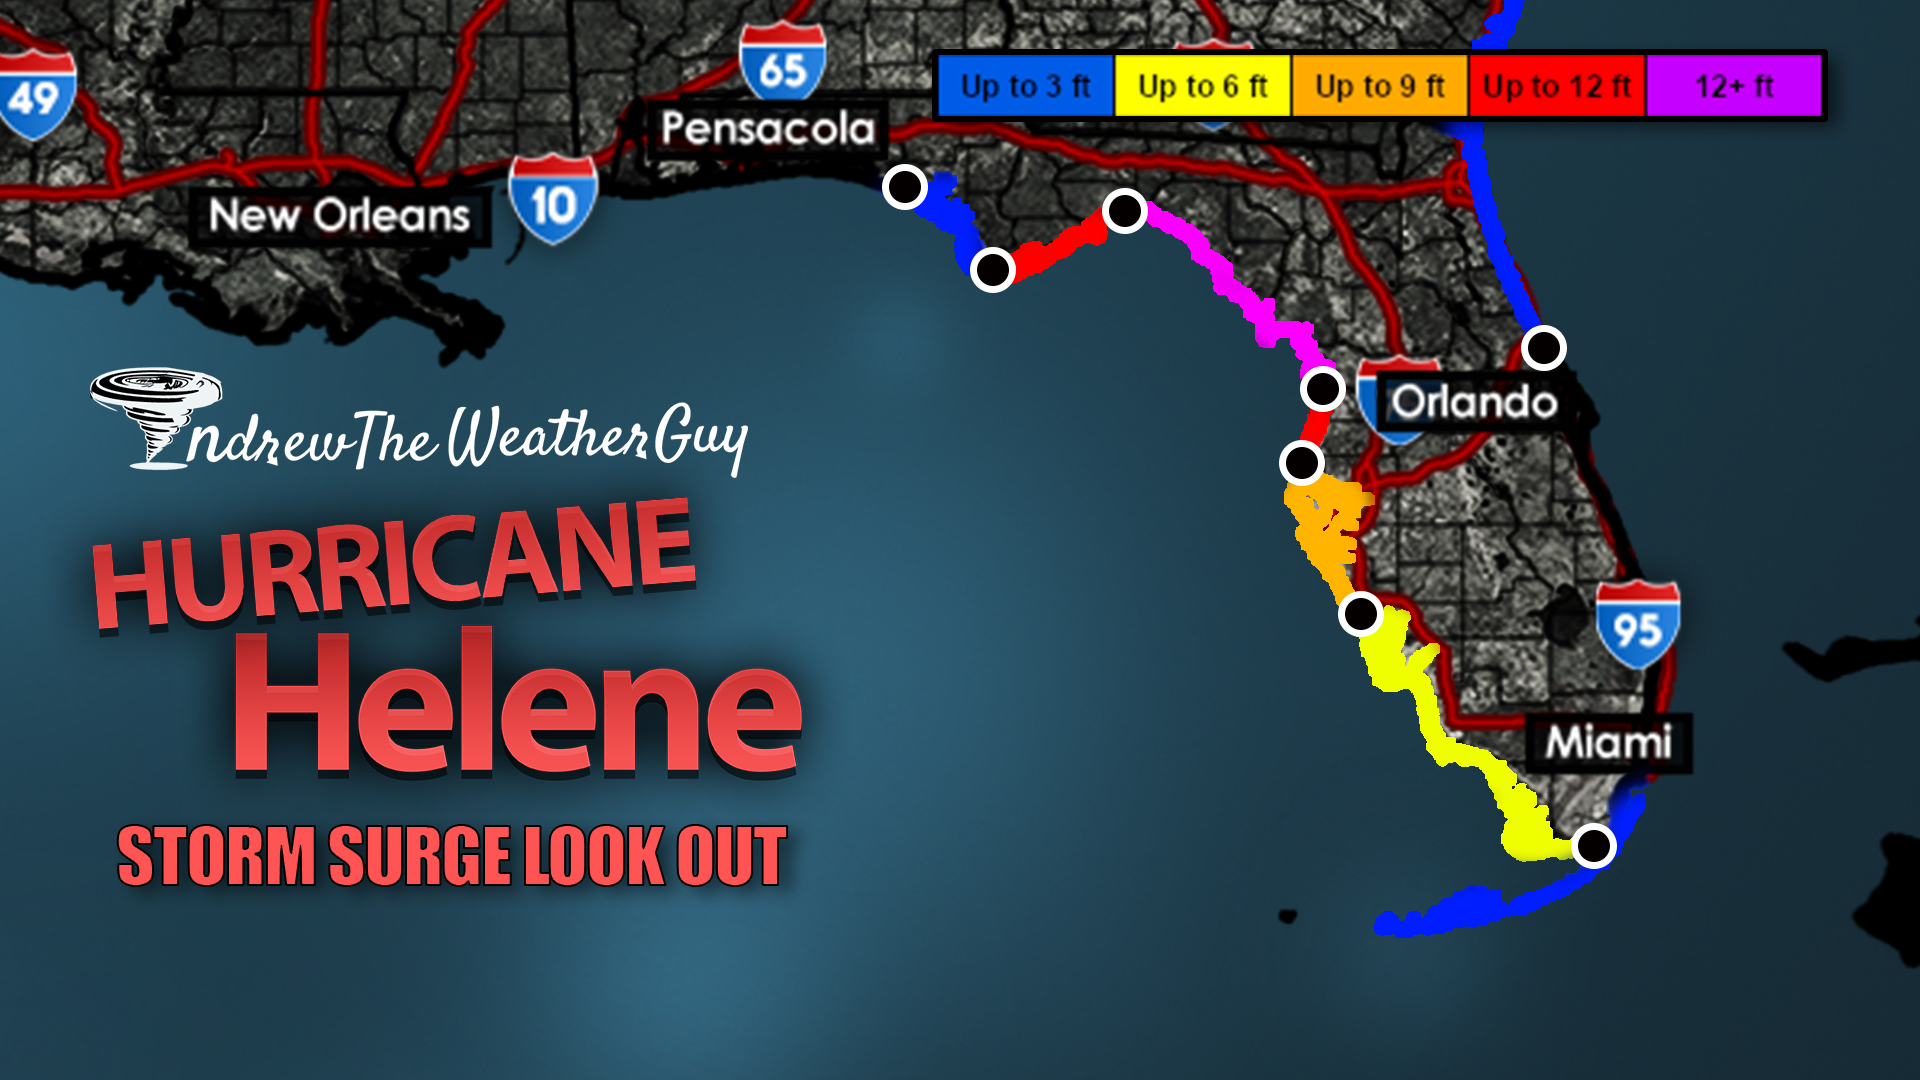 65
49
Up to 3 ft
Up to 6 ft
Up to 9 ft
Up to 12 ft
12+ ft
Pensacola
10
New Orleans
Orlando
ndrewTheWeatherGuy
HURRICANE
Helene
95
Miami
STORM SURGE LOOK OUT